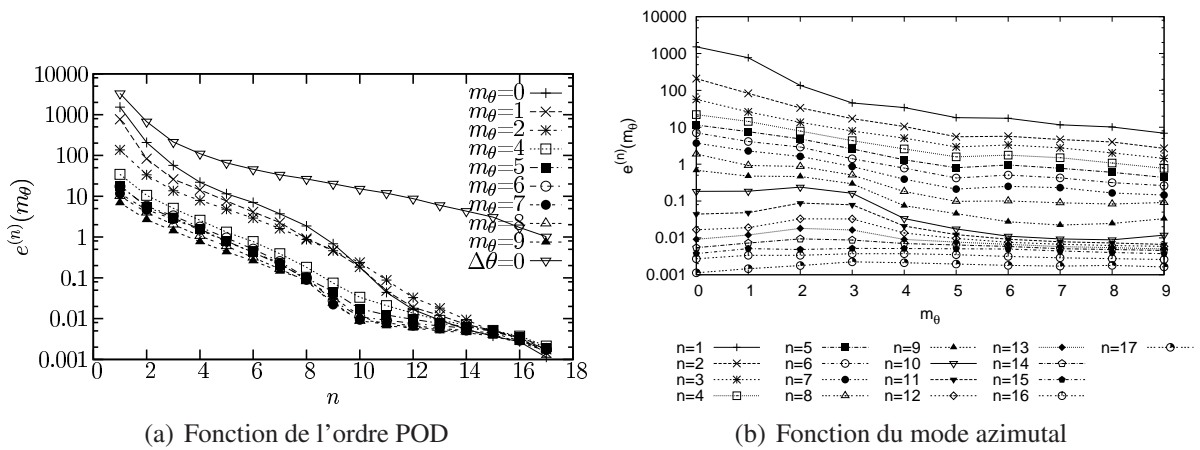 10000
1000
100
10
1
0.1
0.01
0.001
e^(n)(m_θ)
0 2 4 6 8 10 12 14 16 18
n
m_θ=0
m_θ=1
m_θ=2
m_θ=4
m_θ=5
m_θ=6
m_θ=7
m_θ=8
m_θ=9
Δθ=0
(a) Fonction de l'ordre POD
10000
1000
100
10
1
0.1
0.01
0.001
e^(n)(m_θ)
0 1 2 3 4 5 6 7 8 9
m_θ
n=1 n=5 n=9 n=13 n=17
n=2 n=6 n=10 n=14
n=3 n=7 n=11 n=15
n=4 n=8 n=12 n=16
(b) Fonction du mode azimutal